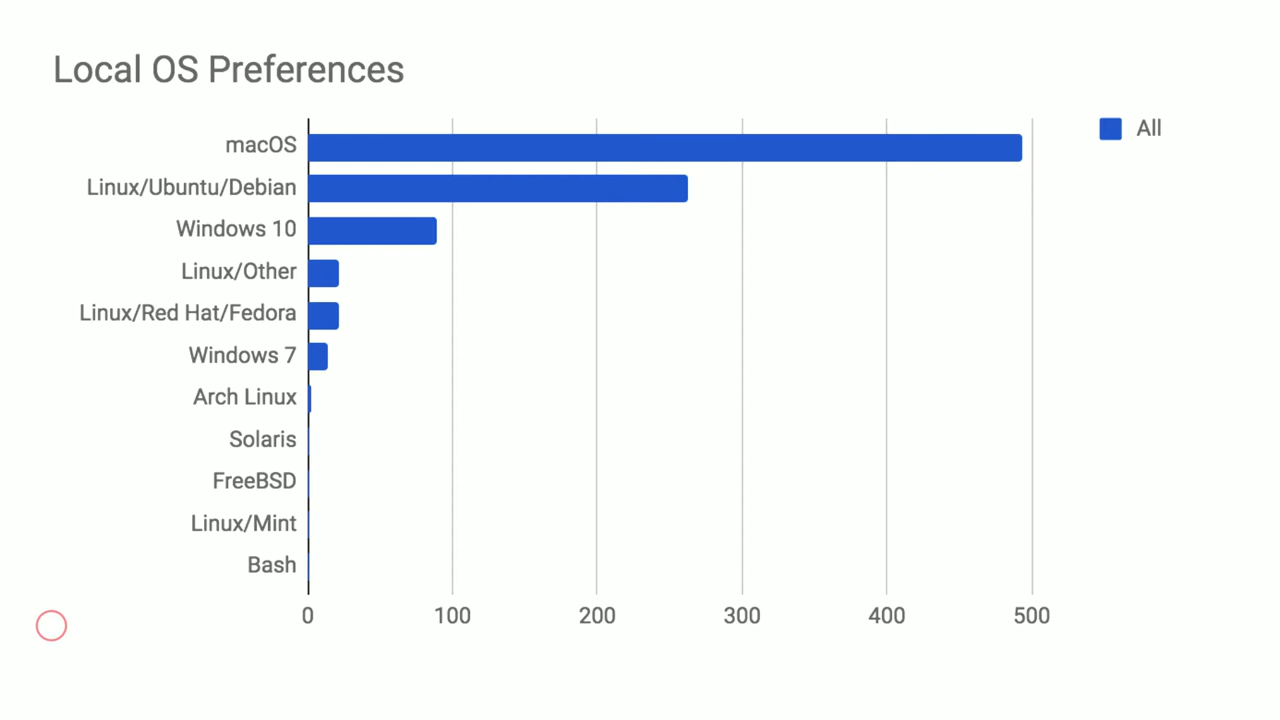 Local OS Preferences
All
macOS
Linux/Ubuntu/Debian
Windows 10
Linux/Other
Linux/Red Hat/Fedora
Windows 7
Arch Linux
Solaris
FreeBSD
Linux/Mint
Bash
0 100 200 300 400 500